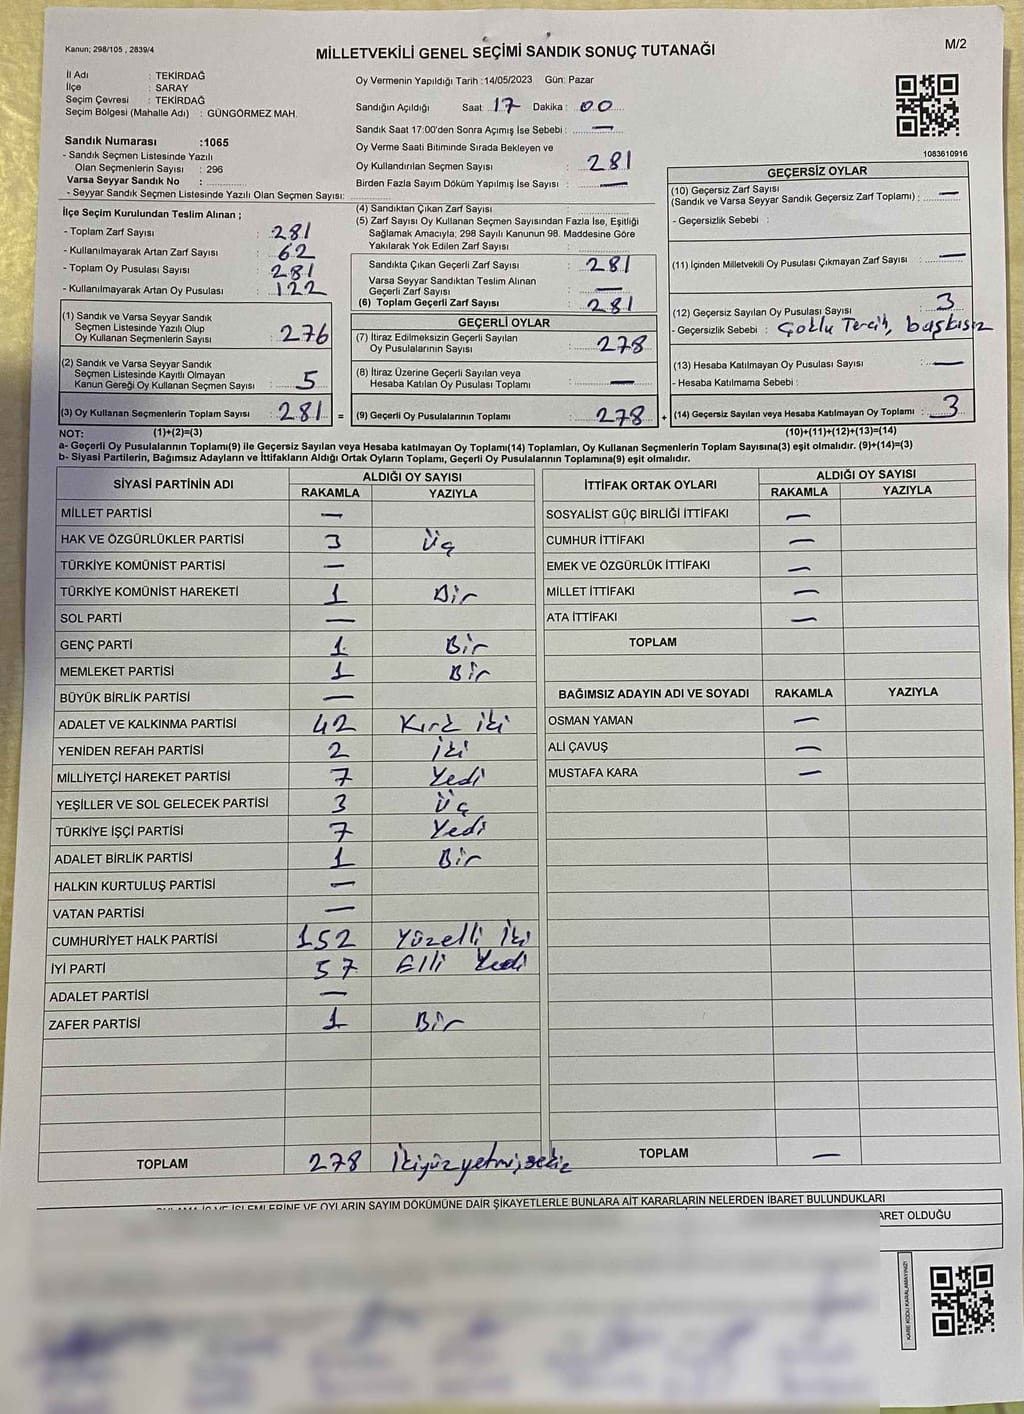 Kanun; 298/105 , 2839/4
MİLLETVEKİLİ GENEL SEÇİMİ SANDIK SONUÇ TUTANAĞI
M/2
İl Adı : TEKİRDAĞ
İlçe : SARAY
Seçim Çevresi : TEKİRDAĞ
Seçim Bölgesi (Mahalle Adı) : GÜNGÖRMEZ MAH.
Sandık Numarası :1065
- Sandık Seçmen Listesinde Yazılı
Olan Seçmenlerin Sayısı : 296
Varsa Seyyar Sandık No :
- Seyyar Sandık Seçmen Listesinde Yazılı Olan Seçmen Sayısı:
Oy Vermenin Yapıldığı Tarih :14/05/2023 Gün: Pazar
Sandığın Açıldığı Saat : 17 Dakika : 00
Sandık Saat 17:00'den Sonra Açımış İse Sebebi : —
Oy Verme Saati Bitiminde Sırada Bekleyen ve
Oy Kullandırılan Seçmen Sayısı : 281
Birden Fazla Sayım Döküm Yapılmış İse Sayısı : —
1083610916
İlçe Seçim Kurulundan Teslim Alınan ;
- Toplam Zarf Sayısı : 281
- Kullanılmayarak Artan Zarf Sayısı : 62
- Toplam Oy Pusulası Sayısı : 281
- Kullanılmayarak Artan Oy Pusulası : 122
(4) Sandıktan Çıkan Zarf Sayısı :
(5) Zarf Sayısı Oy Kullanan Seçmen Sayısından Fazla İse, Eşitliği
Sağlamak Amacıyla; 298 Sayılı Kanunun 98. Maddesine Göre
Yakılarak Yok Edilen Zarf Sayısı :
Sandıkta Çıkan Geçerli Zarf Sayısı : 281
Varsa Seyyar Sandıktan Teslim Alınan
Geçerli Zarf Sayısı : —
(6) Toplam Geçerli Zarf Sayısı : 281
GEÇERSİZ OYLAR
(10) Geçersiz Zarf Sayısı
(Sandık ve Varsa Seyyar Sandık Geçersiz Zarf Toplamı) : —
- Geçersizlik Sebebi :
(11) İçinden Milletvekili Oy Pusulası Çıkmayan Zarf Sayısı : —
(12) Geçersiz Sayılan Oy Pusulası Sayısı : 3
- Geçersizlik Sebebi : Çoklu Tercih, başkısız
(13) Hesaba Katılmayan Oy Pusulası Sayısı : —
- Hesaba Katılmama Sebebi :
(1) Sandık ve Varsa Seyyar Sandık
Seçmen Listesinde Yazılı Olup
Oy Kullanan Seçmenlerin Sayısı : 276
(2) Sandık ve Varsa Seyyar Sandık
Seçmen Listesinde Kayıtlı Olmayan
Kanun Gereği Oy Kullanan Seçmen Sayısı : 5
GEÇERLİ OYLAR
(7) İtiraz Edilmeksizin Geçerli Sayılan
Oy Pusulalarının Sayısı : 278
(8) İtiraz Üzerine Geçerli Sayılan veya
Hesaba Katılan Oy Pusulası Toplamı : —
(3) Oy Kullanan Seçmenlerin Toplam Sayısı : 281 = (9) Geçerli Oy Pusulalarının Toplamı : 278 + (14) Geçersiz Sayılan veya Hesaba Katılmayan Oy Toplamı : 3
NOT: (1)+(2)=(3) (10)+(11)+(12)+(13)=(14)
a- Geçerli Oy Pusulalarının Toplamı(9) ile Geçersiz Sayılan veya Hesaba katılmayan Oy Toplamı(14) Toplamları, Oy Kullanan Seçmenlerin Toplam Sayısına(3) eşit olmalıdır. (9)+(14)=(3)
b- Siyasi Partilerin, Bağımsız Adayların ve İttifakların Aldığı Ortak Oyların Toplamı, Geçerli Oy Pusulalarının Toplamına(9) eşit olmalıdır.
SİYASİ PARTİNİN ADI ALDIĞI OY SAYISI
RAKAMLA YAZIYLA
MİLLET PARTİSİ —
HAK VE ÖZGÜRLÜKLER PARTİSİ 3 Üç
TÜRKİYE KOMÜNİST PARTİSİ —
TÜRKİYE KOMÜNİST HAREKETİ 1 Bir
SOL PARTİ —
GENÇ PARTİ 1 Bir
MEMLEKET PARTİSİ 1 Bir
BÜYÜK BİRLİK PARTİSİ —
ADALET VE KALKINMA PARTİSİ 42 Kırk iki
YENİDEN REFAH PARTİSİ 2 iki
MİLLİYETÇİ HAREKET PARTİSİ 7 Yedi
YEŞİLLER VE SOL GELECEK PARTİSİ 3 Üç
TÜRKİYE İŞÇİ PARTİSİ 7 Yedi
ADALET BİRLİK PARTİSİ 1 Bir
HALKIN KURTULUŞ PARTİSİ —
VATAN PARTİSİ —
CUMHURİYET HALK PARTİSİ 152 Yüzelli iki
İYİ PARTİ 57 Elli Yedi
ADALET PARTİSİ —
ZAFER PARTİSİ 1 Bir
TOPLAM 278 İkiyüzyetmişsekiz
İTTİFAK ORTAK OYLARI ALDIĞI OY SAYISI
RAKAMLA YAZIYLA
SOSYALİST GÜÇ BİRLİĞİ İTTİFAKI —
CUMHUR İTTİFAKI —
EMEK VE ÖZGÜRLÜK İTTİFAKI —
MİLLET İTTİFAKI —
ATA İTTİFAKI —
TOPLAM
BAĞIMSIZ ADAYIN ADI VE SOYADI RAKAMLA YAZIYLA
OSMAN YAMAN —
ALİ ÇAVUŞ —
MUSTAFA KARA —
TOPLAM —
İŞLEMLERİNE VE OYLARIN SAYIM DÖKÜMÜNE DAİR ŞİKAYETLERLE BUNLARA AİT KARARLARIN NELERDEN İBARET BULUNDUKLARI
OLDUĞU
KARE KODU KARALAMAYINIZ!